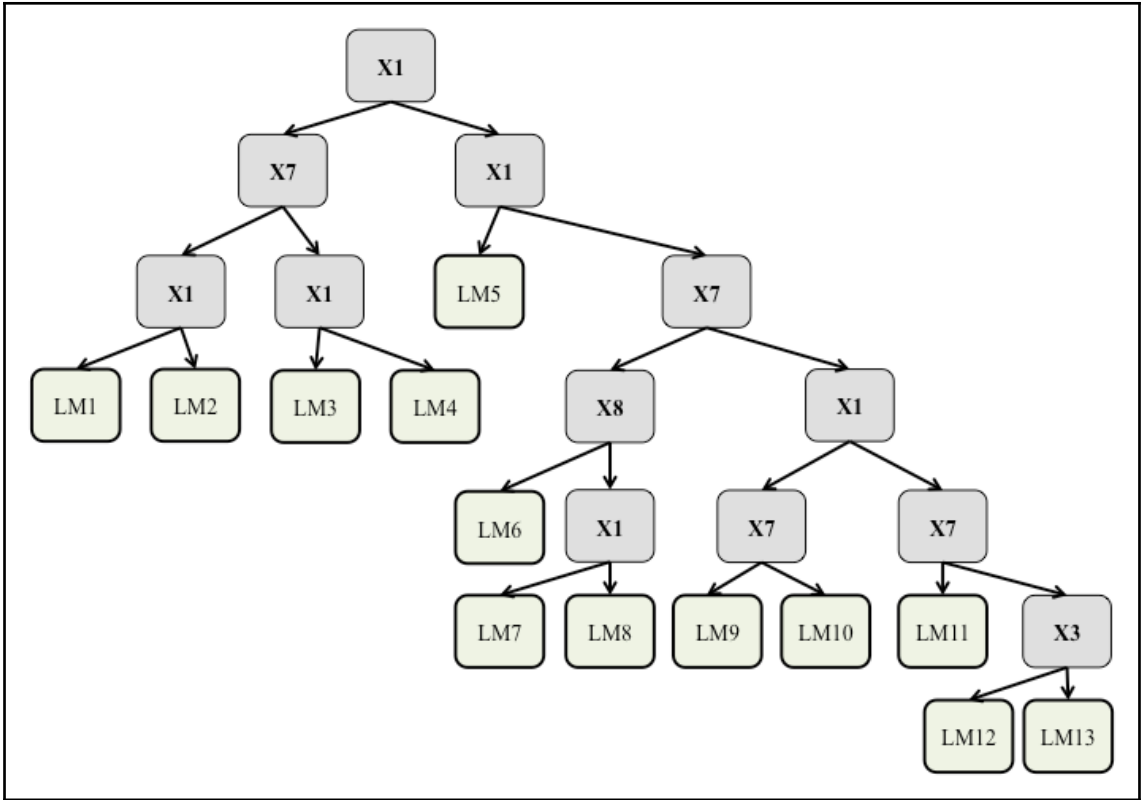 X1
X7 X1
X1 X1 LM5 X7
LM1 LM2 LM3 LM4 X8 X1
LM6 X1 X7 X7
LM7 LM8 LM9 LM10 LM11 X3
LM12 LM13